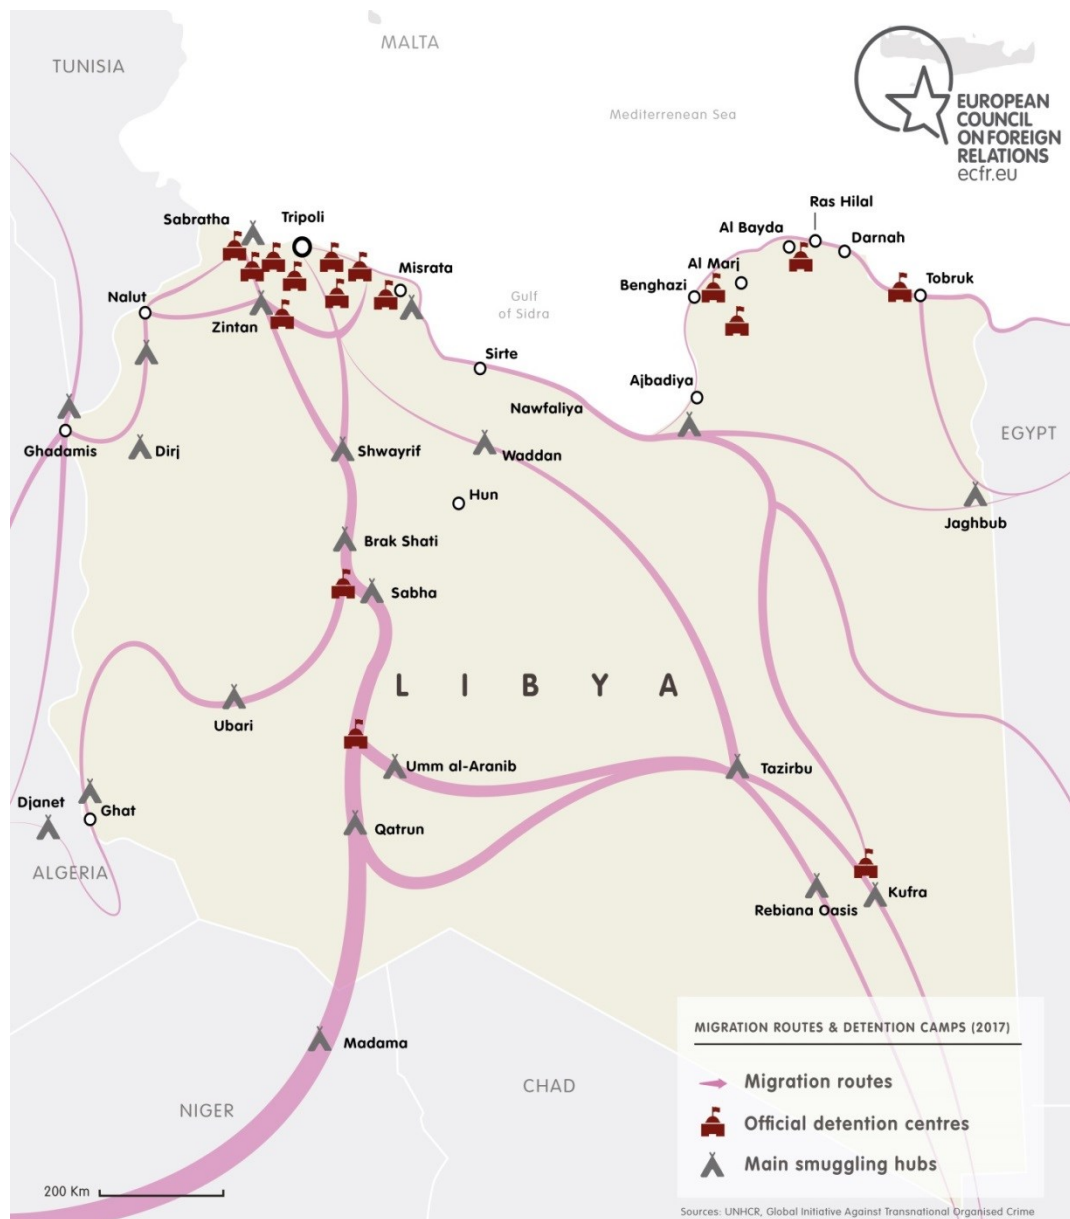 MALTA
TUNISIA
EUROPEAN
COUNCIL
ON FOREIGN
RELATIONS
ecfr.eu
Mediterrenean Sea
Ras Hilal
Sabratha
Tripoli
Al Bayda
Darnah
Misrata
Al Marj
Benghazi
Tobruk
Nalut
Gulf
of Sidra
Zintan
Sirte
Ajbadiya
Nawfaliya
EGYPT
Ghadamis
Dirj
Shwayrif
Waddan
Hun
Jaghbub
Brak Shati
Sabha
LIBYA
Ubari
Umm al-Aranib
Tazirbu
Djanet
Ghat
Qatrun
ALGERIA
Kufra
Rebiana Oasis
MIGRATION ROUTES & DETENTION CAMPS (2017)
Madama
Migration routes
CHAD
NIGER
Official detention centres
Main smuggling hubs
200 Km
Sources: UNHCR, Global Initiative Against Transnational Organised Crime